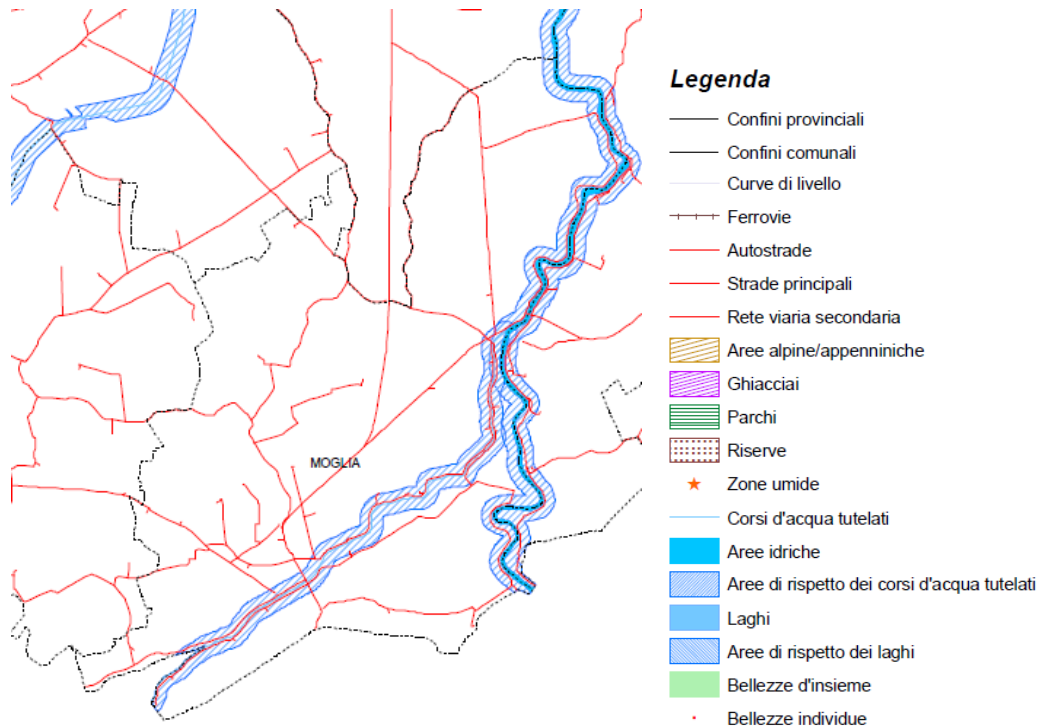 MOGLIA
Legenda
Confini provinciali
Confini comunali
Curve di livello
Ferrovie
Autostrade
Strade principali
Rete viaria secondaria
Aree alpine/appenniniche
Ghiacciai
Parchi
Riserve
Zone umide
Corsi d'acqua tutelati
Aree idriche
Aree di rispetto dei corsi d'acqua tutelati
Laghi
Aree di rispetto dei laghi
Bellezze d'insieme
Bellezze individue